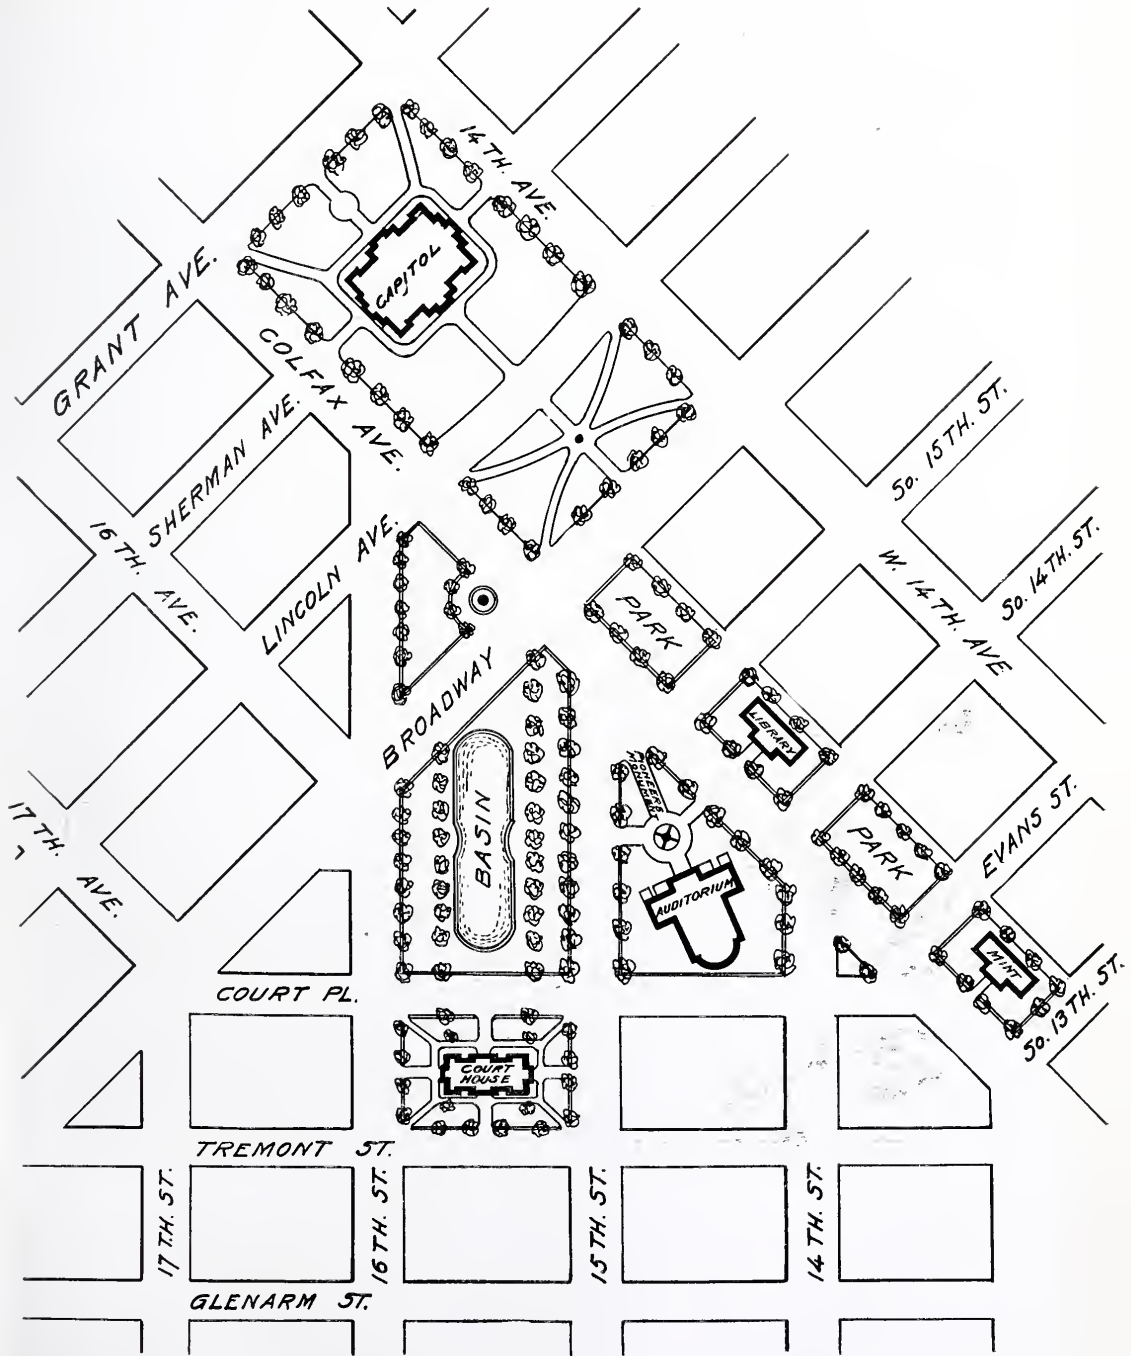 14TH. AVE.
CAPITOL
GRANT AVE.
COLFAX AVE.
SHERMAN AVE.
So. 15TH. ST.
16TH. AVE.
LINCOLN AVE.
So. 14TH. ST.
W. 14TH. AVE
PARK
BROADWAY
LIBRARY
PIONEERS
MONUMENT
BASIN
17TH.
AVE.
EVANS ST.
PARK
AUDITORIUM
MINT
So. 13TH. ST.
COURT PL.
COURT
HOUSE
TREMONT ST.
17TH. ST.
16TH. ST.
15TH. ST.
14TH. ST.
GLENARM ST.